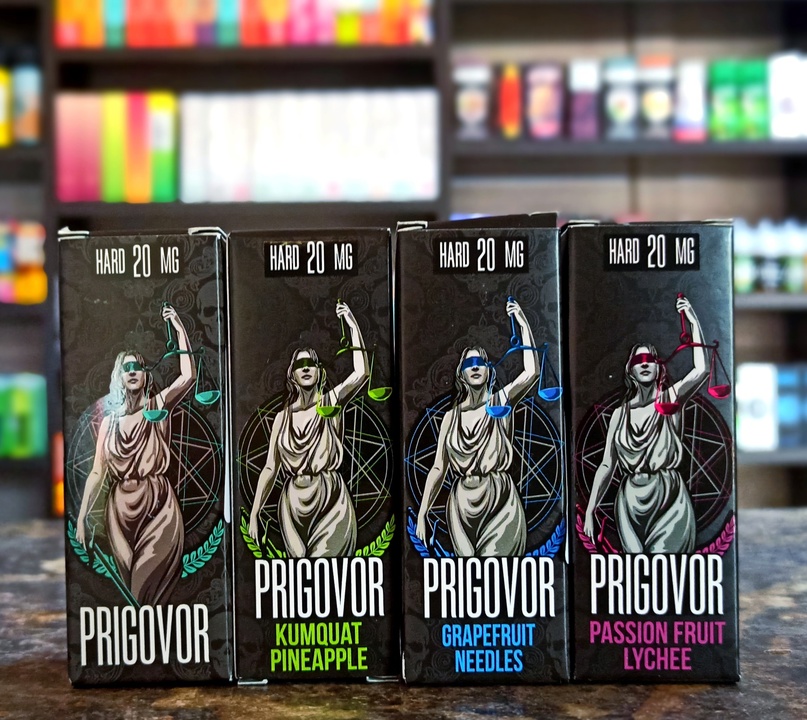 HARD 20 MG
PRIGOVOR
HARD 20 MG
PRIGOVOR
KUMQUAT
PINEAPPLE
HARD 20 MG
PRIGOVOR
GRAPEFRUIT
NEEDLES
HARD 20 MG
PRIGOVOR
PASSION FRUIT
LYCHEE